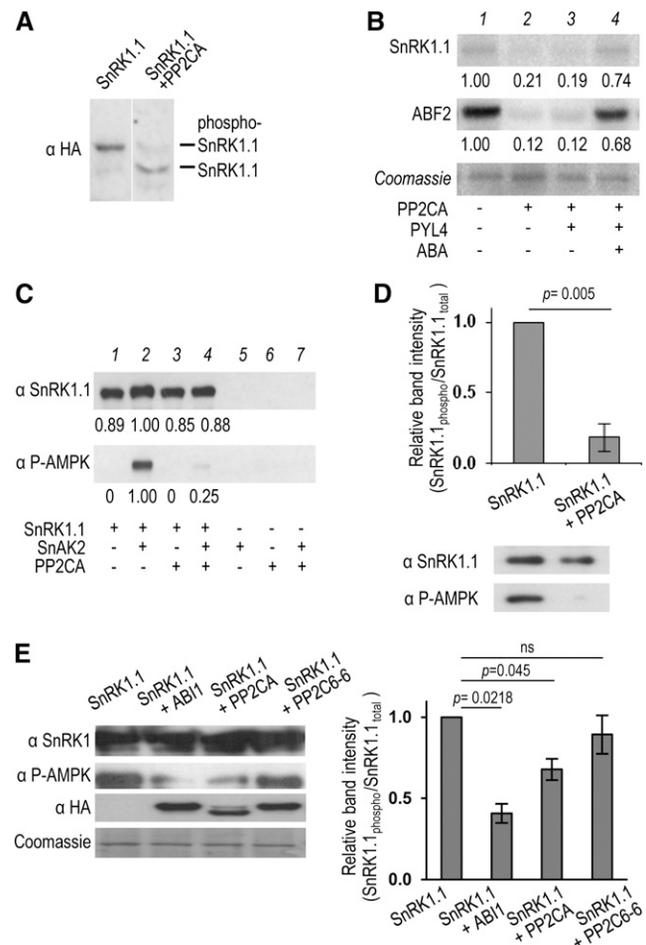 A
SnRK1.1
SnRK1.1
+PP2CA
α HA
phospho-
SnRK1.1
SnRK1.1
B
1 2 3 4
SnRK1.1
1.00 0.21 0.19 0.74
ABF2
1.00 0.12 0.12 0.68
Coomassie
PP2CA - + + +
PYL4 - - + +
ABA - - - +
C
1 2 3 4 5 6 7
α SnRK1.1
0.89 1.00 0.85 0.88
α P-AMPK
0 1.00 0 0.25
SnRK1.1 + + + + - - -
SnAK2 - + - + + - +
PP2CA - - + + - + +
D
p= 0.005
Relative band intensity
(SnRK1.1phospho/SnRK1.1total)
1.0
0.5
0.0
SnRK1.1
SnRK1.1
+ PP2CA
α SnRK1.1
α P-AMPK
E
SnRK1.1
SnRK1.1
+ ABI1
SnRK1.1
+ PP2CA
SnRK1.1
+ PP2C6-6
α SnRK1
α P-AMPK
α HA
Coomassie
ns
p=0.045
p= 0.0218
Relative band intensity
(SnRK1.1phospho/SnRK1.1total)
1.0
0.5
0.0
SnRK1.1
SnRK1.1
+ ABI1
SnRK1.1
+ PP2CA
SnRK1.1
+ PP2C6-6